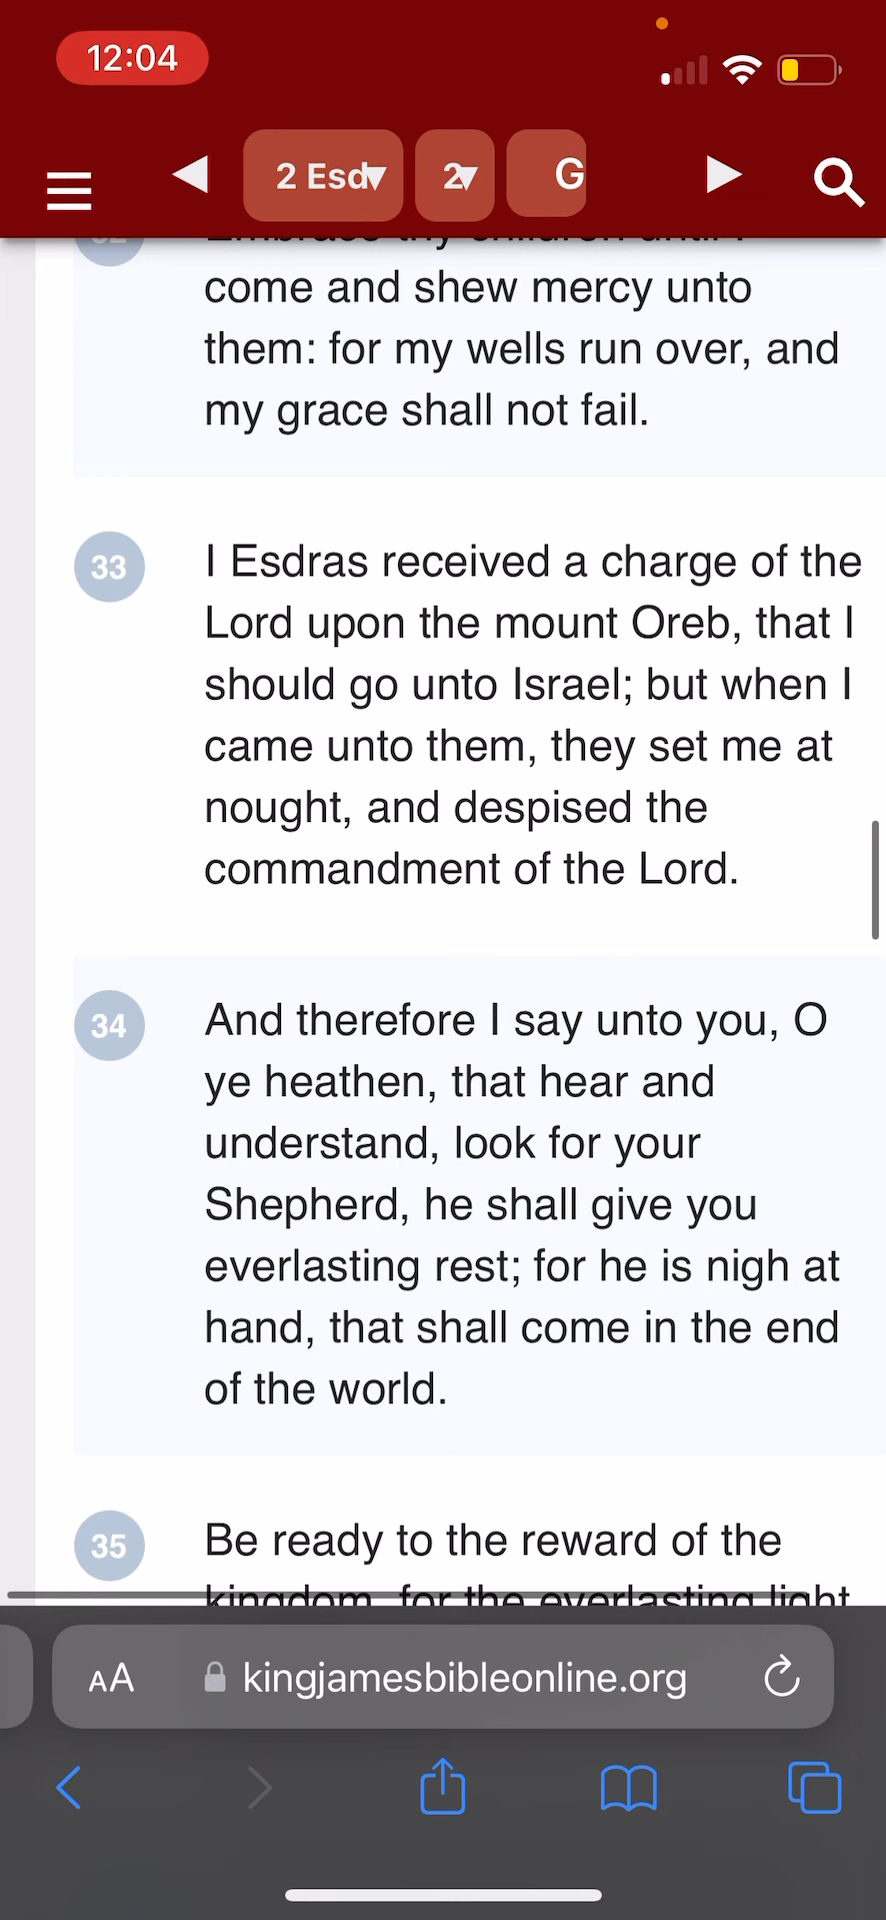 12:04
2 Esd
2
G
come and shew mercy unto
them: for my wells run over, and
my grace shall not fail.
33
I Esdras received a charge of the
Lord upon the mount Oreb, that I
should go unto Israel; but when I
came unto them, they set me at
nought, and despised the
commandment of the Lord.
34
And therefore I say unto you, O
ye heathen, that hear and
understand, look for your
Shepherd, he shall give you
everlasting rest; for he is nigh at
hand, that shall come in the end
of the world.
35
Be ready to the reward of the
kingdom, for the everlasting light
AA
kingjamesbibleonline.org